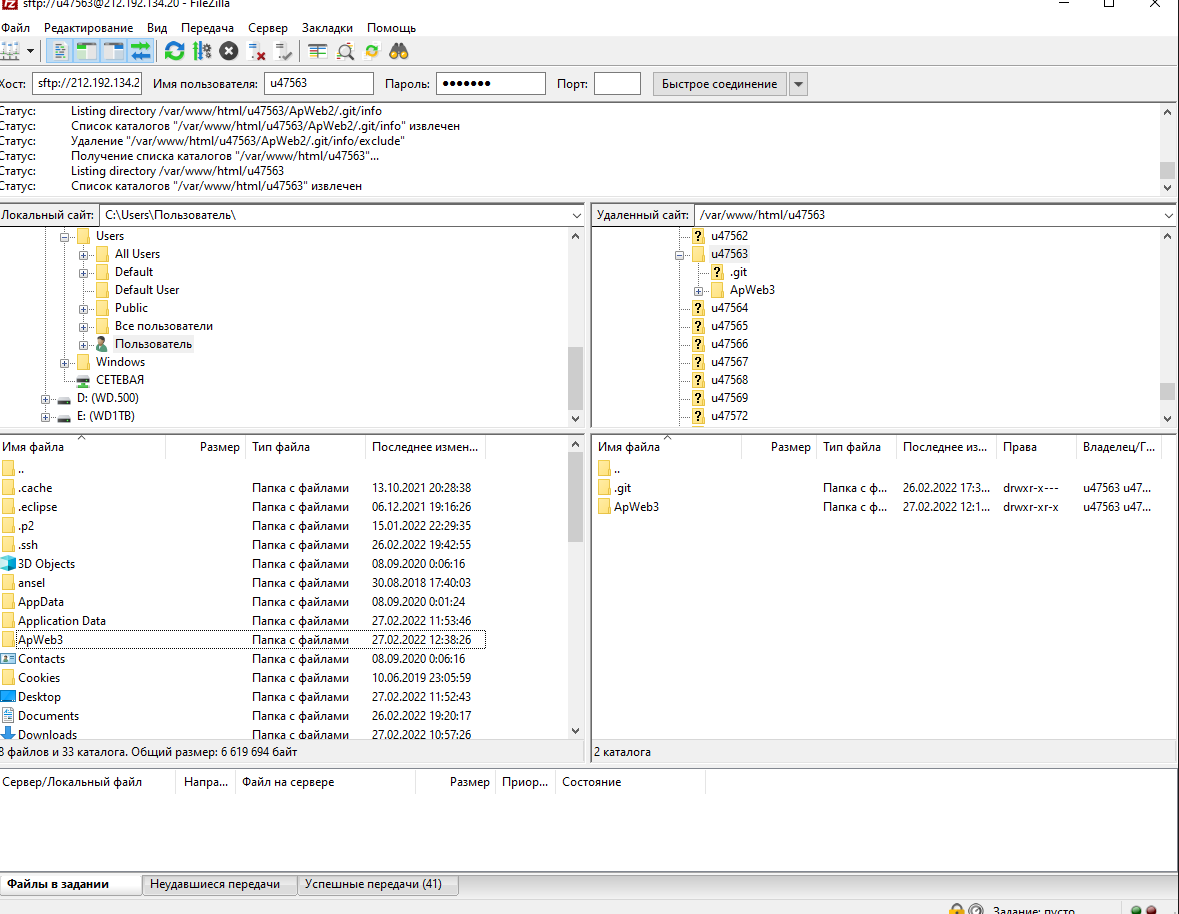 sftp://u47563@212.192.134.20 - FileZilla
Файл Редактирование Вид Передача Сервер Закладки Помощь
Хост: sftp://212.192.134.2 Имя пользователя: u47563 Пароль: ●●●●●●● Порт: Быстрое соединение
Статус: Listing directory /var/www/html/u47563/ApWeb2/.git/info
Статус: Список каталогов "/var/www/html/u47563/ApWeb2/.git/info" извлечен
Статус: Удаление "/var/www/html/u47563/ApWeb2/.git/info/exclude"
Статус: Получение списка каталогов "/var/www/html/u47563"...
Статус: Listing directory /var/www/html/u47563
Статус: Список каталогов "/var/www/html/u47563" извлечен
Локальный сайт: C:\Users\Пользователь\
Users
All Users
Default
Default User
Public
Все пользователи
Пользователь
Windows
СЕТЕВАЯ
D: (WD.500)
E: (WD1TB)
Удаленный сайт: /var/www/html/u47563
u47562
u47563
.git
ApWeb3
u47564
u47565
u47566
u47567
u47568
u47569
u47572
Имя файла Размер Тип файла Последнее измен...
..
.cache Папка с файлами 13.10.2021 20:28:38
.eclipse Папка с файлами 06.12.2021 19:16:26
.p2 Папка с файлами 15.01.2022 22:29:35
.ssh Папка с файлами 26.02.2022 19:42:55
3D Objects Папка с файлами 08.09.2020 0:06:16
ansel Папка с файлами 30.08.2018 17:40:03
AppData Папка с файлами 08.09.2020 0:01:24
Application Data Папка с файлами 27.02.2022 11:53:46
ApWeb3 Папка с файлами 27.02.2022 12:38:26
Contacts Папка с файлами 08.09.2020 0:06:16
Cookies Папка с файлами 10.06.2019 23:05:59
Desktop Папка с файлами 27.02.2022 11:52:43
Documents Папка с файлами 26.02.2022 19:20:17
Downloads Папка с файлами 27.02.2022 10:57:26
8 файлов и 33 каталога. Общий размер: 6 619 694 байт
Имя файла Размер Тип файла Последнее из... Права Владелец/Г...
..
.git Папка с ф... 26.02.2022 17:3... drwxr-x--- u47563 u47...
ApWeb3 Папка с ф... 27.02.2022 12:1... drwxr-xr-x u47563 u47...
2 каталога
Сервер/Локальный файл Напра... Файл на сервере Размер Приор... Состояние
Файлы в задании Неудавшиеся передачи Успешные передачи (41)
Задание: пусто